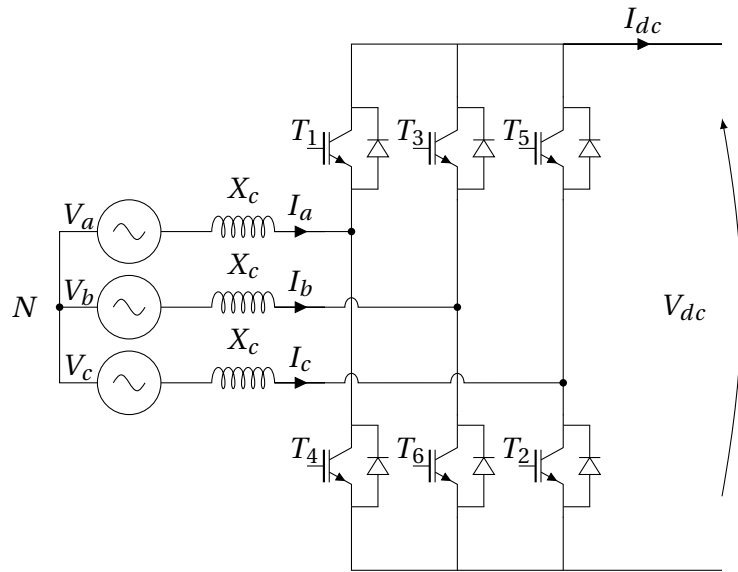 I_dc
T_1 T_3 T_5
X_c
V_a I_a
X_c
N V_b I_b V_dc
X_c
V_c I_c
T_4 T_6 T_2